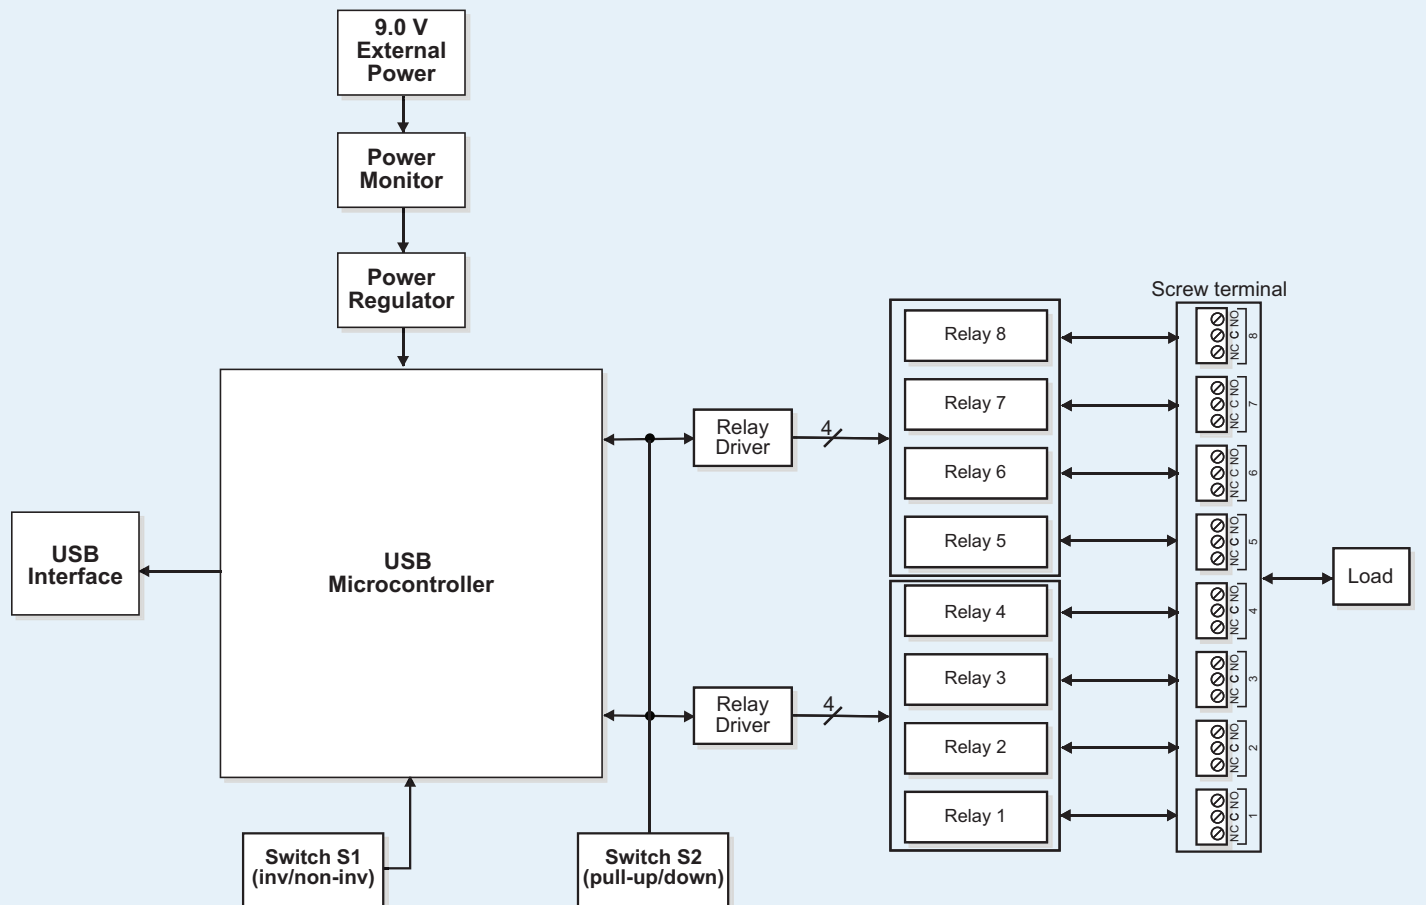 9.0 V
External
Power
Power
Monitor
Power
Regulator
Screw terminal
Relay 8
NC C NO
8
Relay 7
NC C NO
7
Relay
Driver
4
Relay 6
NC C NO
6
USB
Interface
USB
Microcontroller
Relay 5
NC C NO
5
Load
Relay 4
NC C NO
4
Relay 3
NC C NO
3
Relay
Driver
4
Relay 2
NC C NO
2
Relay 1
NC C NO
1
Switch S1
(inv/non-inv)
Switch S2
(pull-up/down)